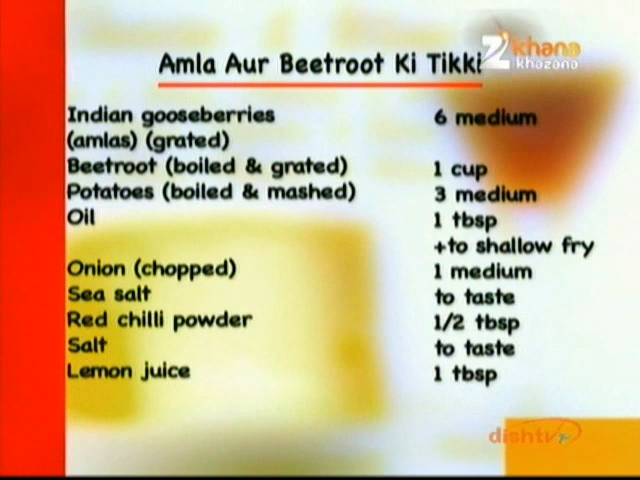 Amla Aur Beetroot Ki Tikki
Z khana
khazana
Indian gooseberries 6 medium
(amlas) (grated)
Beetroot (boiled & grated) 1 cup
Potatoes (boiled & mashed) 3 medium
Oil 1 tbsp
+to shallow fry
Onion (chopped) 1 medium
Sea salt to taste
Red chilli powder 1/2 tbsp
Salt to taste
Lemon juice 1 tbsp
dishtv